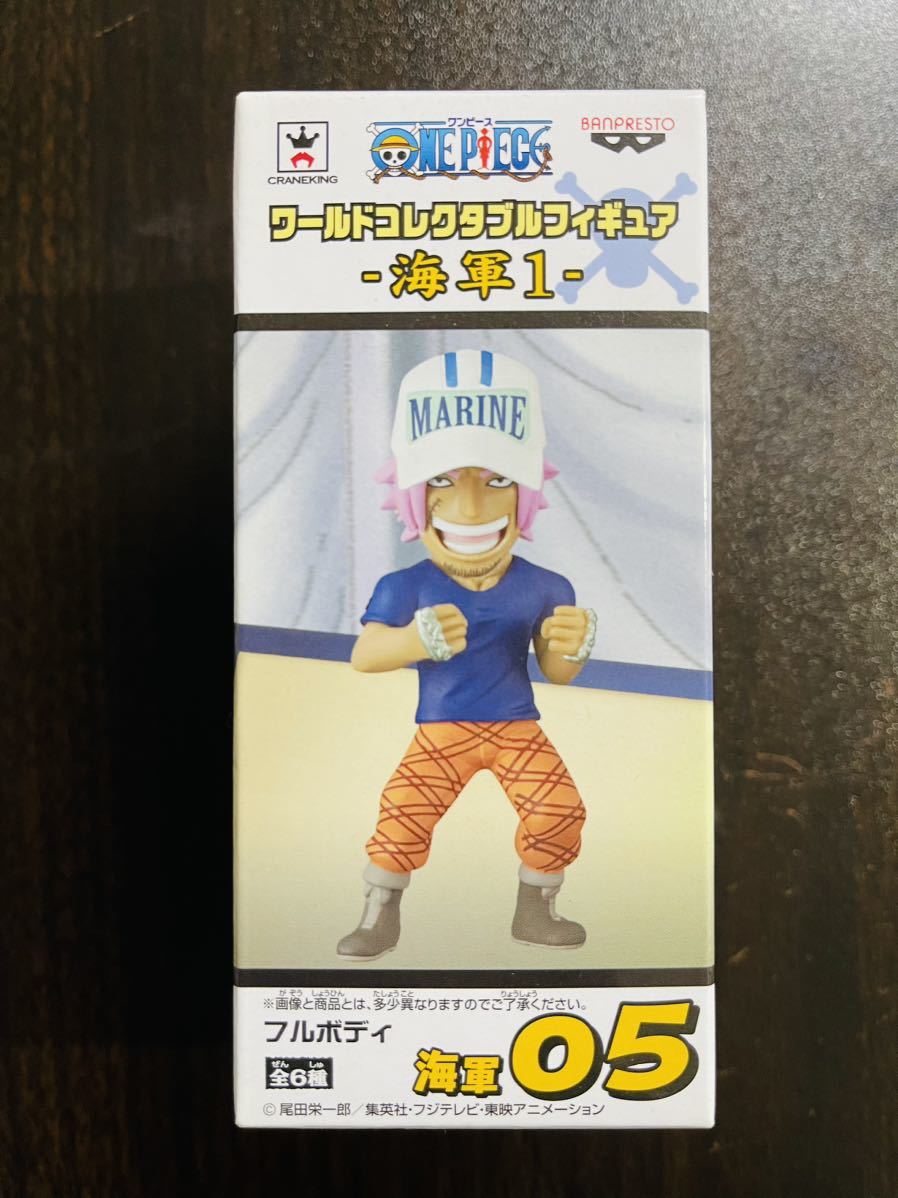 ワンピース
ONE PIECE
BANPRESTO
CRANEKING
ワールドコレクタブルフィギュア
-海軍1-
MARINE
がぞう しょうひん たしょうこと りょうしょう
※画像と商品とは、多少異なりますのでご了承ください。
フルボディ
ぜん しゅ
全6種
海軍05
©尾田栄一郎／集英社・フジテレビ・東映アニメーション